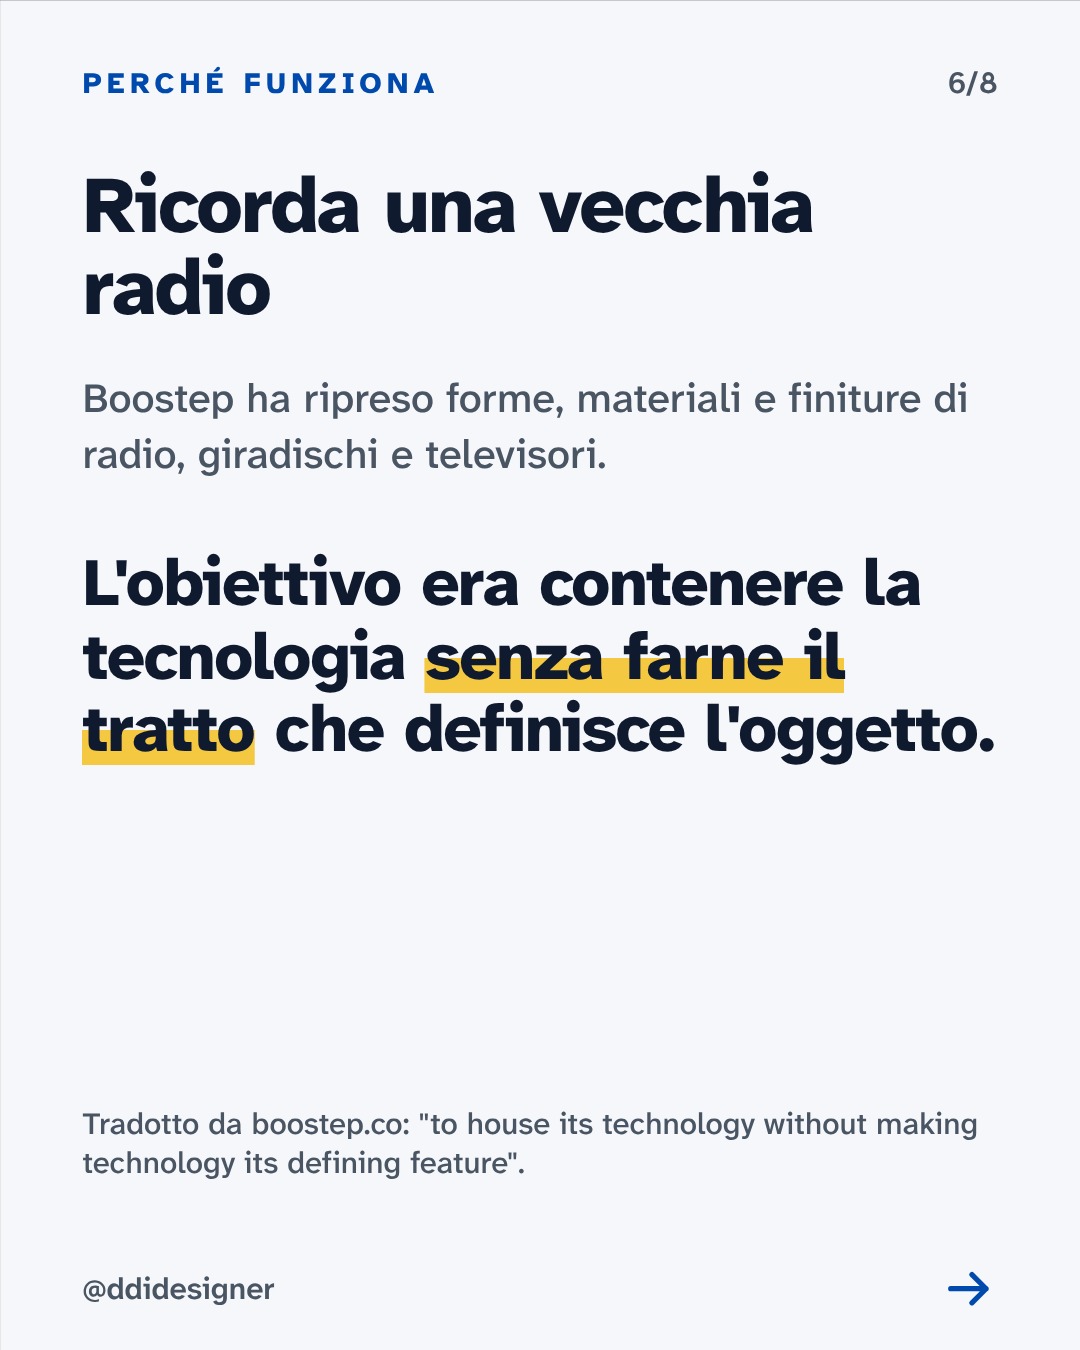 PERCHÉ FUNZIONA
6/8
Ricorda una vecchia
radio
Boostep ha ripreso forme, materiali e finiture di
radio, giradischi e televisori.
L'obiettivo era contenere la
tecnologia senza farne il
tratto che definisce l'oggetto.
Tradotto da boostep.co: "to house its technology without making
technology its defining feature".
@ddidesigner